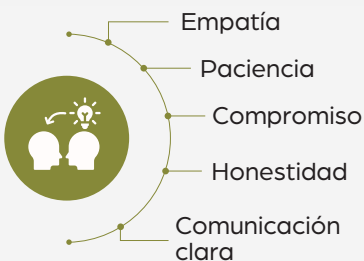 Empatía
Paciencia
Compromiso
Honestidad
Comunicación
clara